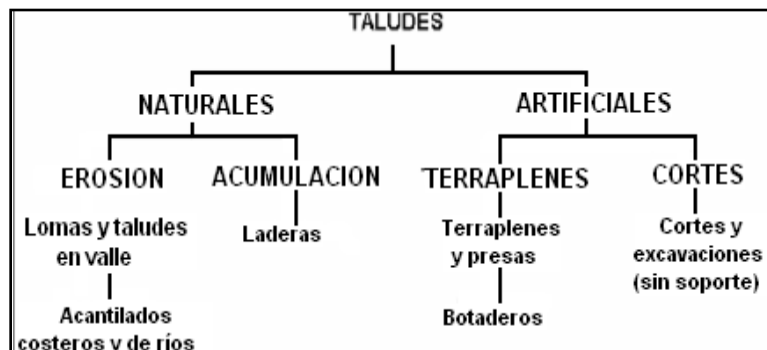 TALUDES
NATURALES
ARTIFICIALES
EROSION
ACUMULACION
TERRAPLENES
CORTES
Lomas y taludes
en valle
Laderas
Terraplenes
y presas
Cortes y
excavaciones
(sin soporte)
Acantilados
costeros y de ríos
Botaderos